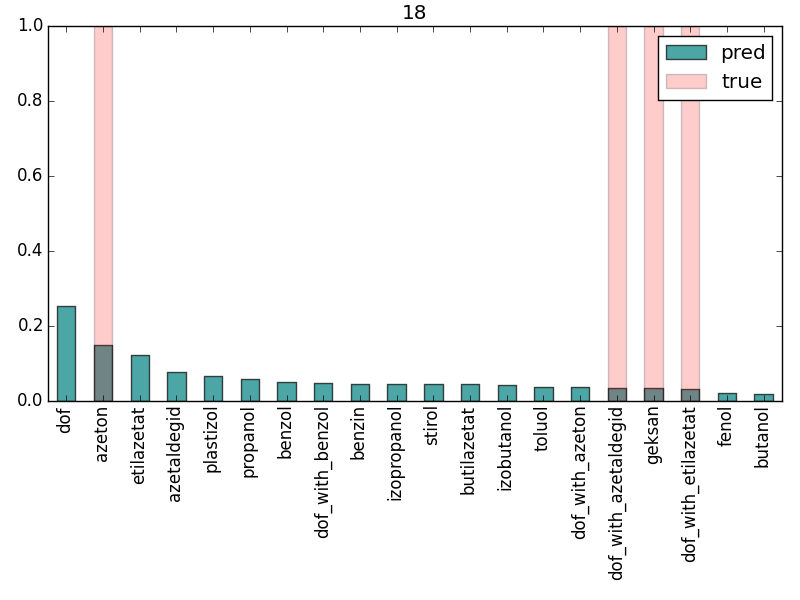 18
1.0
0.8
0.6
0.4
0.2
0.0
pred
true
dof
azeton
etilazetat
azetaldegid
plastizol
propanol
benzol
dof_with_benzol
benzin
izopropanol
stirol
butilazetat
izobutanol
toluol
dof_with_azeton
dof_with_azetaldegid
geksan
dof_with_etilazetat
fenol
butanol